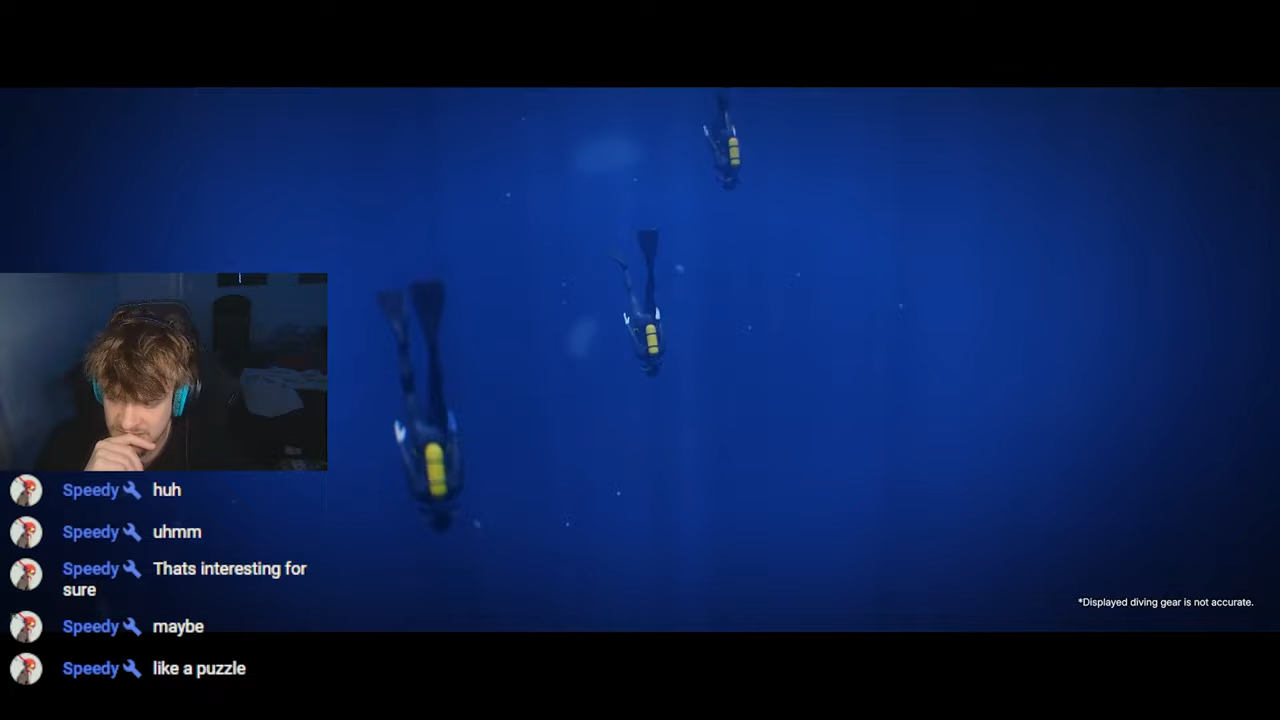 *Displayed diving gear is not accurate.
Speedy huh
Speedy uhmm
Speedy Thats interesting for
sure
Speedy maybe
Speedy like a puzzle